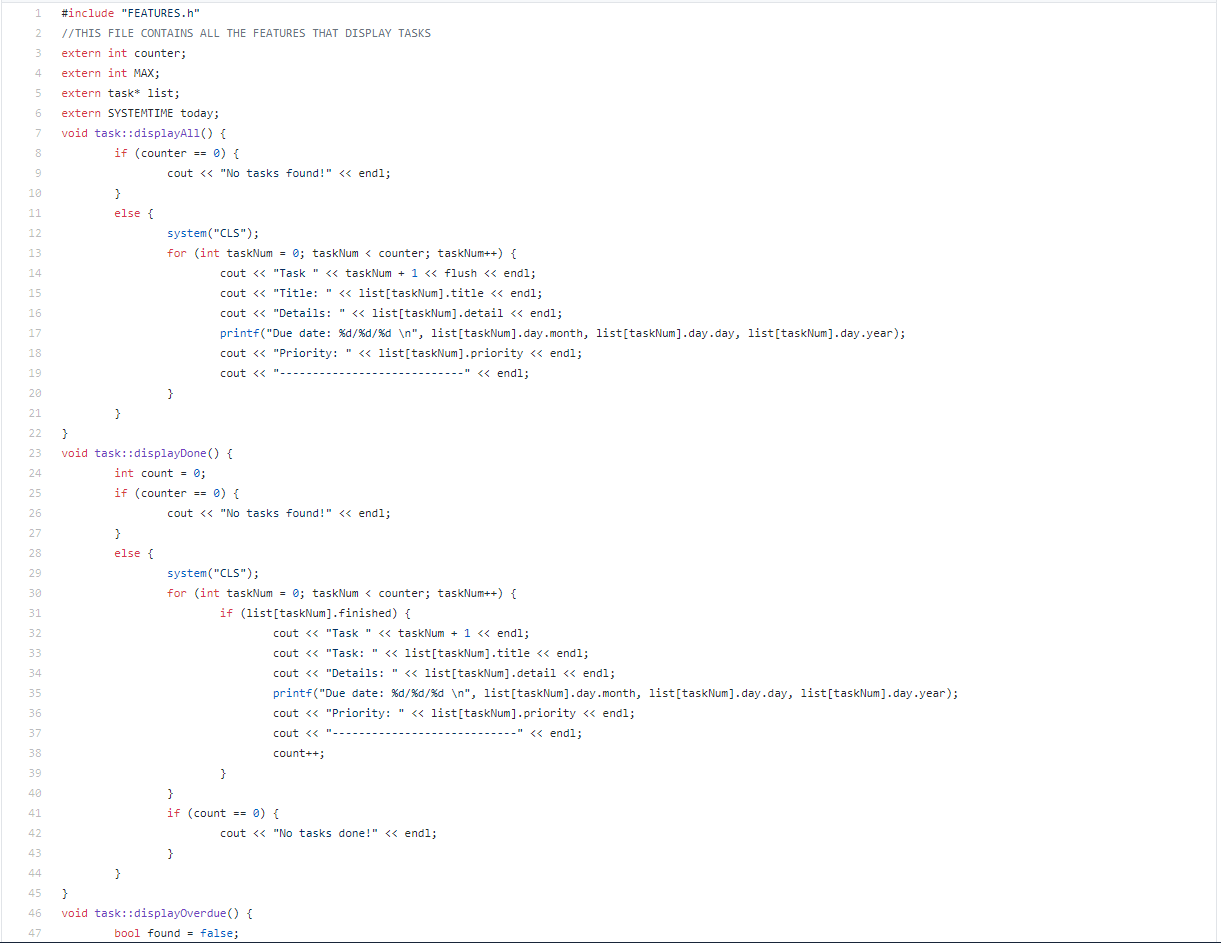 1 #include "FEATURES.h"
2 //THIS FILE CONTAINS ALL THE FEATURES THAT DISPLAY TASKS
3 extern int counter;
4 extern int MAX;
5 extern task* list;
6 extern SYSTEMTIME today;
7 void task::displayAll() {
8 if (counter == 0) {
9 cout << "No tasks found!" << endl;
10 }
11 else {
12 system("CLS");
13 for (int taskNum = 0; taskNum < counter; taskNum++) {
14 cout << "Task " << taskNum + 1 << flush << endl;
15 cout << "Title: " << list[taskNum].title << endl;
16 cout << "Details: " << list[taskNum].detail << endl;
17 printf("Due date: %d/%d/%d \n", list[taskNum].day.month, list[taskNum].day.day, list[taskNum].day.year);
18 cout << "Priority: " << list[taskNum].priority << endl;
19 cout << "----------------------------" << endl;
20 }
21 }
22 }
23 void task::displayDone() {
24 int count = 0;
25 if (counter == 0) {
26 cout << "No tasks found!" << endl;
27 }
28 else {
29 system("CLS");
30 for (int taskNum = 0; taskNum < counter; taskNum++) {
31 if (list[taskNum].finished) {
32 cout << "Task " << taskNum + 1 << endl;
33 cout << "Task: " << list[taskNum].title << endl;
34 cout << "Details: " << list[taskNum].detail << endl;
35 printf("Due date: %d/%d/%d \n", list[taskNum].day.month, list[taskNum].day.day, list[taskNum].day.year);
36 cout << "Priority: " << list[taskNum].priority << endl;
37 cout << "----------------------------" << endl;
38 count++;
39 }
40 }
41 if (count == 0) {
42 cout << "No tasks done!" << endl;
43 }
44 }
45 }
46 void task::displayOverdue() {
47 bool found = false;